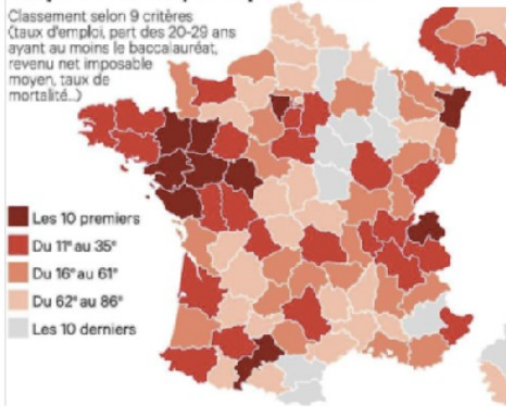 Classement selon 9 critères
(taux d'emploi, part des 20-29 ans
ayant au moins le baccalauréat,
revenu net imposable
moyen, taux de
mortalité...)
Les 10 premiers
Du 11ᵉ au 35ᵉ
Du 16ᵉ au 61ᵉ
Du 62ᵉ au 86ᵉ
Les 10 derniers